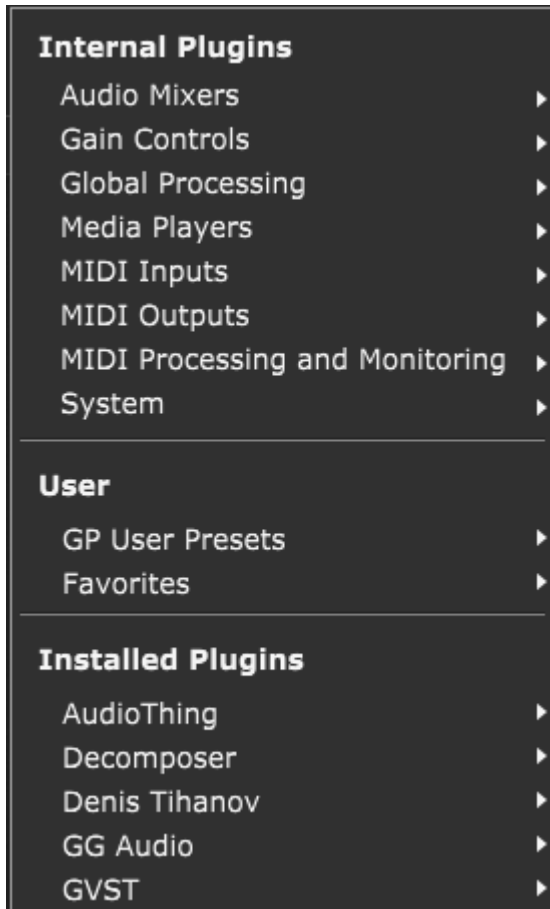 Internal Plugins
Audio Mixers
Gain Controls
Global Processing
Media Players
MIDI Inputs
MIDI Outputs
MIDI Processing and Monitoring
System
User
GP User Presets
Favorites
Installed Plugins
AudioThing
Decomposer
Denis Tihanov
GG Audio
GVST